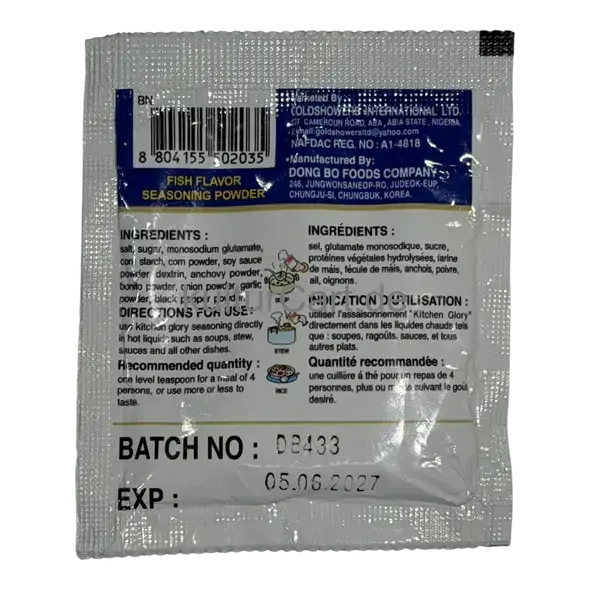 BN
8 804155 502035
FISH FLAVOR
SEASONING POWDER
Marketed By:
GOLDSHOWERS INTERNATIONAL LTD.
CAMEROUN ROAD, ABA, ABIA STATE, NIGERIA
Email:goldshowersltd@yahoo.com
NAFDAC REG. NO: A1-4818
Manufactured By:
DONG BO FOODS COMPANY
246, JUNGWONSANEOP-RO, JUDEOK-EUP,
CHUNGJU-SI, CHUNGBUK, KOREA.
INGREDIENTS :
salt, sugar, monosodium glutamate,
corn starch, corn powder, soy sauce
powder dextrin, anchovy powder,
bonito powder, onion powder garlic
powder, black pepper powder.
DIRECTIONS FOR USE:
use kitchen glory seasoning directly
in hot liquids such as soups, stew,
sauces and all other dishes.
Recommended quantity :
one level teaspoon for a meal of 4
persons, or use more or less to
taste.
SOUP
STEW
RICE
INGRÉDIENTS :
sel, glutamate monosodique, sucre,
protéines végétales hydrolysées, farine
de máis, fécule de máis, anchois, poivre,
ail, oignons.
INDICATION D'UTILISATION :
utiliser l'assaisonnement "Kitchen Glory"
directement dans les liquides chauds tels
que : soupes, ragoûts, sauces, et tous
autres plats.
Quantité recommandée :
une cuillère à thé pour un repas de 4
personnes, plus ou moins suivant le goût
desiré.
BATCH NO : DB433
EXP : 05.06.2027